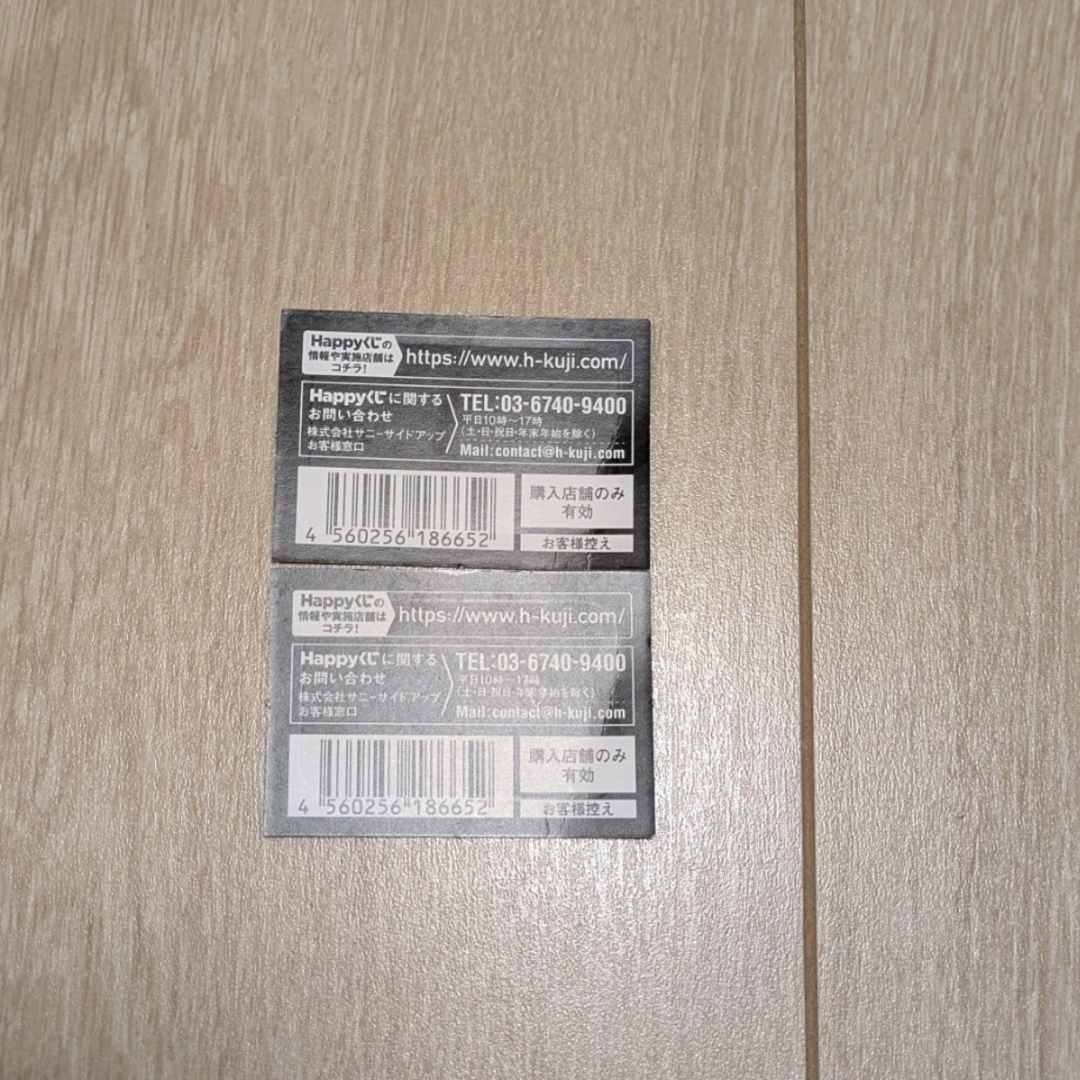 Happyくじの
情報や実施店舗は
コチラ!
https://www.h-kuji.com/
Happyくじに関する
お問い合わせ
株式会社サニーサイドアップ
お客様窓口
TEL:03-6740-9400
平日10時〜17時
(土・日・祝日・年末年始を除く)
Mail:contact@h-kuji.com
4 560256 186652
購入店舗のみ
有効
お客様控え
Happyくじの
情報や実施店舗は
コチラ!
https://www.h-kuji.com/
Happyくじに関する
お問い合わせ
株式会社サニーサイドアップ
お客様窓口
TEL:03-6740-9400
平日10時〜17時
(土・日・祝日・年末年始を除く)
Mail:contact@h-kuji.com
4 560256 186652
購入店舗のみ
有効
お客様控え